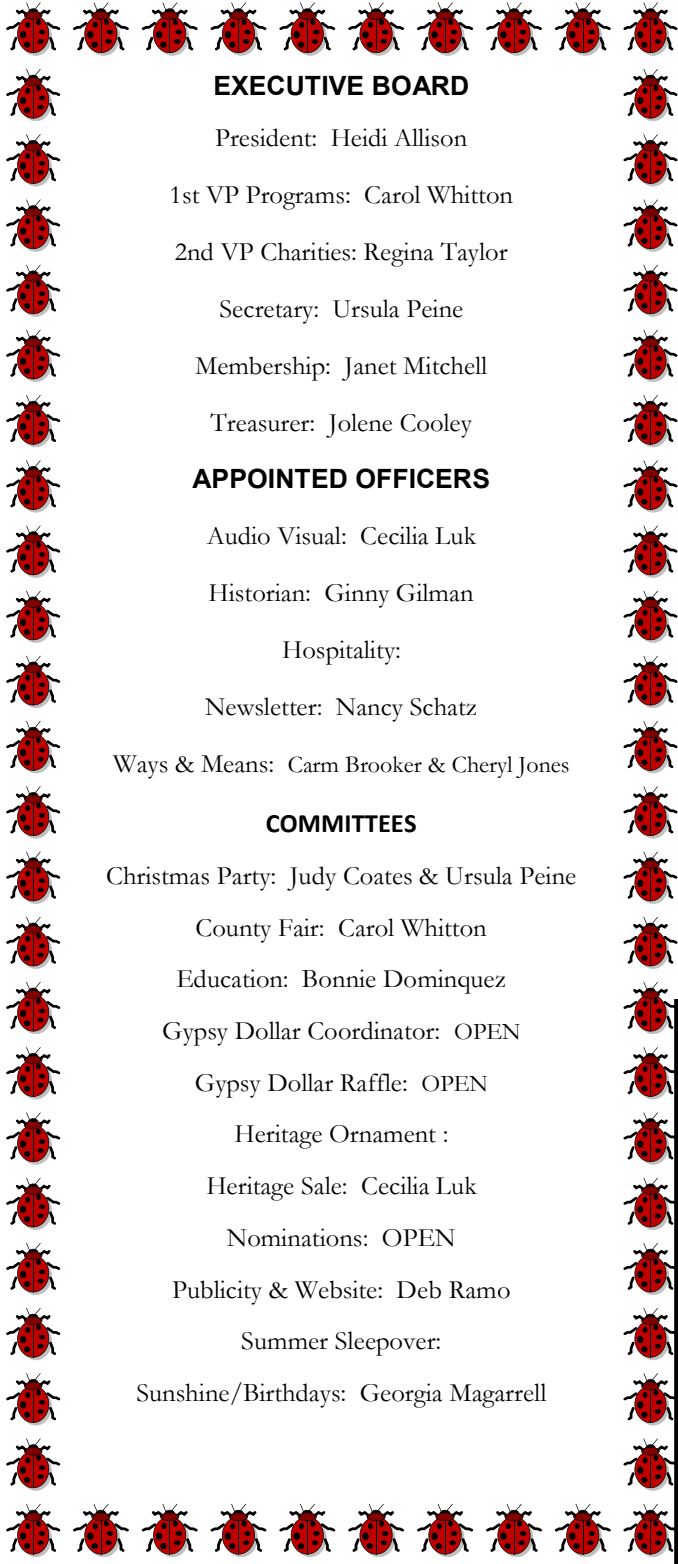 EXECUTIVE BOARD
President: Heidi Allison
1st VP Programs: Carol Whitton
2nd VP Charities: Regina Taylor
Secretary: Ursula Peine
Membership: Janet Mitchell
Treasurer: Jolene Cooley
APPOINTED OFFICERS
Audio Visual: Cecilia Luk
Historian: Ginny Gilman
Hospitality:
Newsletter: Nancy Schatz
Ways & Means: Carm Brooker & Cheryl Jones
COMMITTEES
Christmas Party: Judy Coates & Ursula Peine
County Fair: Carol Whitton
Education: Bonnie Dominquez
Gypsy Dollar Coordinator: OPEN
Gypsy Dollar Raffle: OPEN
Heritage Ornament :
Heritage Sale: Cecilia Luk
Nominations: OPEN
Publicity & Website: Deb Ramo
Summer Sleepover:
Sunshine/Birthdays: Georgia Magarrell